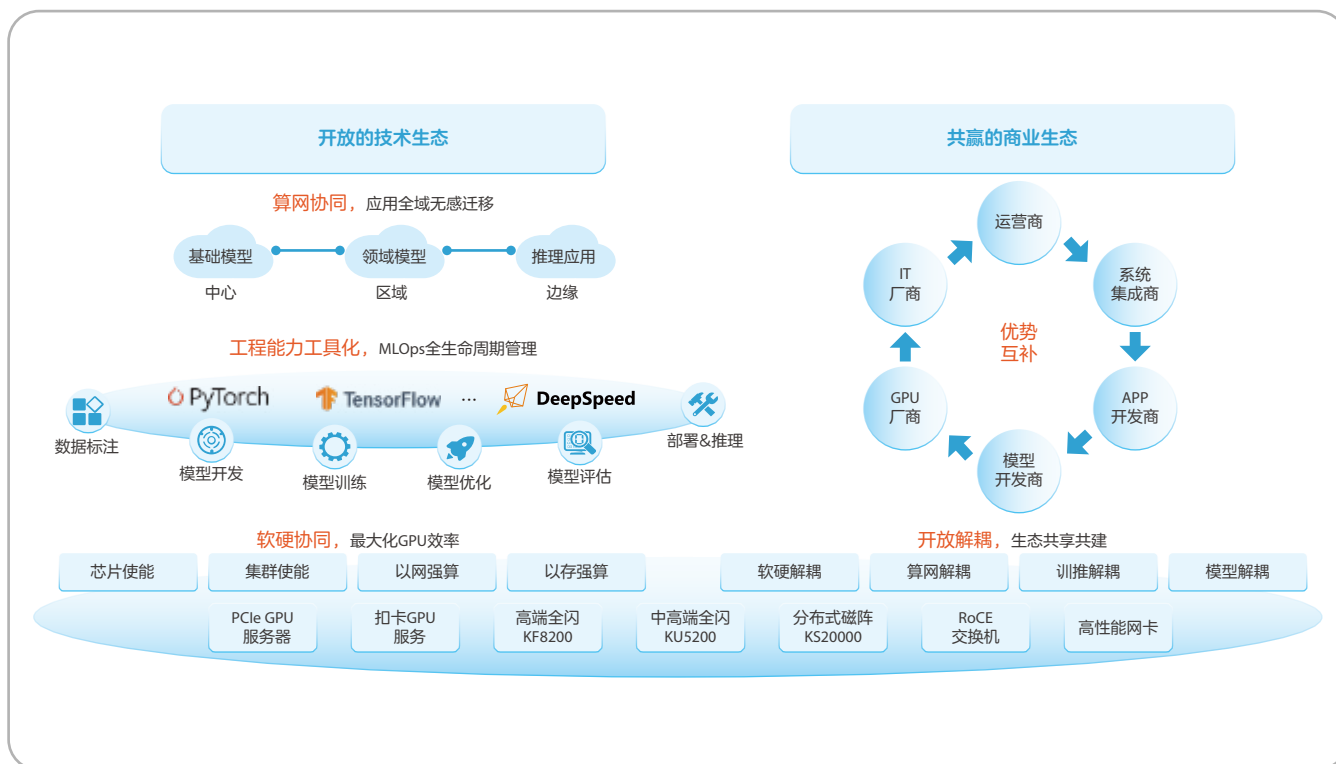 开放的技术生态
算网协同，应用全域无感迁移
基础模型
领域模型
推理应用
中心
区域
边缘
工程能力工具化，MLOps全生命周期管理
PyTorch
TensorFlow
···
DeepSpeed
数据标注
模型开发
模型训练
模型优化
模型评估
部署&推理
软硬协同，最大化GPU效率
芯片使能
集群使能
以网强算
以存强算
共赢的商业生态
运营商
系统
集成商
APP
开发商
模型
开发商
GPU
厂商
IT
厂商
优势
互补
开放解耦，生态共享共建
软硬解耦
算网解耦
训推解耦
模型解耦
PCIe GPU
服务器
扣卡GPU
服务
高端全闪
KF8200
中高端全闪
KU5200
分布式磁阵
KS20000
RoCE
交换机
高性能网卡